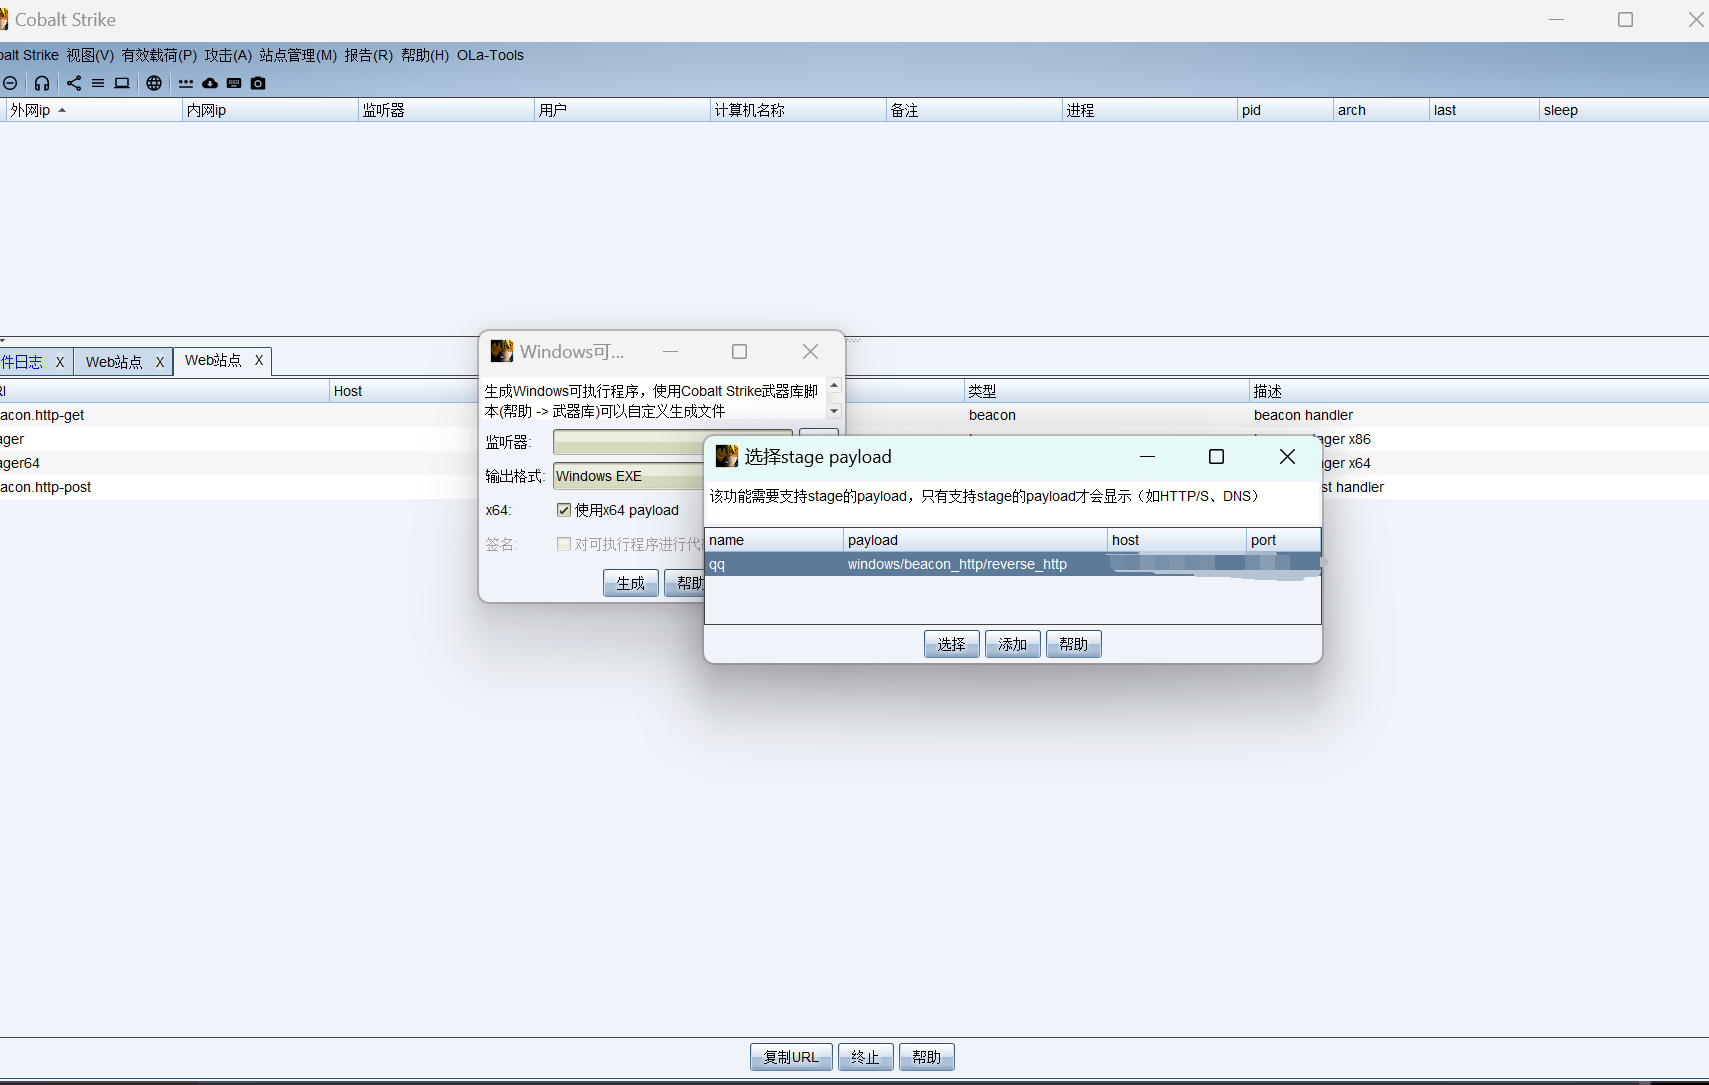 Cobalt Strike
balt Strike 视图(V) 有效载荷(P) 攻击(A) 站点管理(M) 报告(R) 帮助(H) OLa-Tools
外网ip 内网ip 监听器 用户 计算机名称 备注 进程 pid arch last sleep
件日志 X Web站点 X Web站点 X
RI Host 类型 描述
acon.http-get beacon beacon handler
ager ager x86
ager64 ger x64
acon.http-post st handler
Windows可...
生成Windows可执行程序，使用Cobalt Strike武器库脚
本(帮助 -> 武器库)可以自定义生成文件
监听器:
输出格式: Windows EXE
x64: 使用x64 payload
签名: 对可执行程序进行代
生成 帮助
选择stage payload
该功能需要支持stage的payload，只有支持stage的payload才会显示（如HTTP/S、DNS）
name payload host port
qq windows/beacon_http/reverse_http
选择 添加 帮助
复制URL 终止 帮助